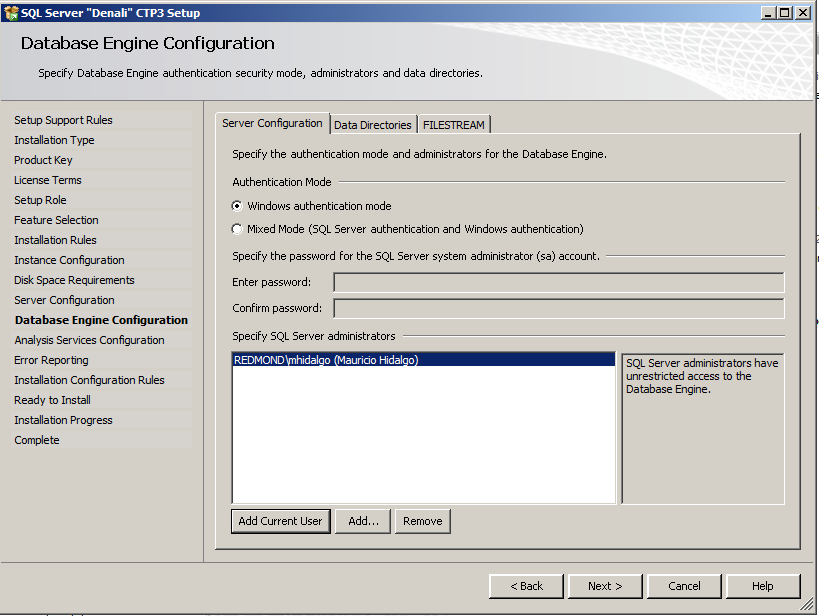 SQL Server "Denali" CTP3 Setup
Database Engine Configuration
Specify Database Engine authentication security mode, administrators and data directories.
Setup Support Rules
Installation Type
Product Key
License Terms
Setup Role
Feature Selection
Installation Rules
Instance Configuration
Disk Space Requirements
Server Configuration
Database Engine Configuration
Analysis Services Configuration
Error Reporting
Installation Configuration Rules
Ready to Install
Installation Progress
Complete
Server Configuration
Data Directories
FILESTREAM
Specify the authentication mode and administrators for the Database Engine.
Authentication Mode
Windows authentication mode
Mixed Mode (SQL Server authentication and Windows authentication)
Specify the password for the SQL Server system administrator (sa) account.
Enter password:
Confirm password:
Specify SQL Server administrators
REDMOND\mhidalgo (Mauricio Hidalgo)
SQL Server administrators have
unrestricted access to the
Database Engine.
Add Current User
Add...
Remove
< Back
Next >
Cancel
Help